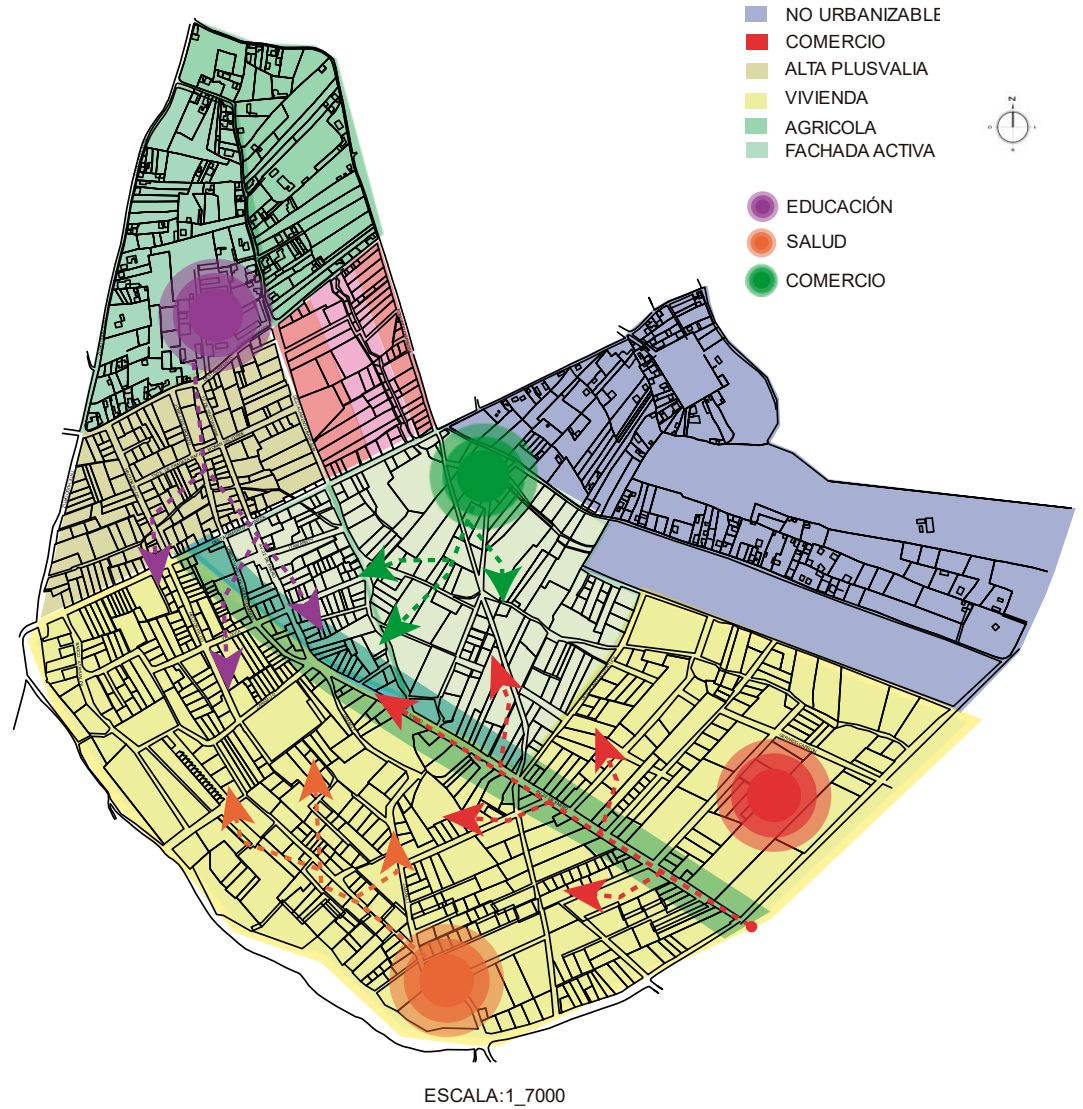 NO URBANIZABLE
COMERCIO
ALTA PLUSVALIA
VIVIENDA
AGRICOLA
FACHADA ACTIVA
N
EDUCACIÓN
SALUD
COMERCIO
ESCALA:1_7000